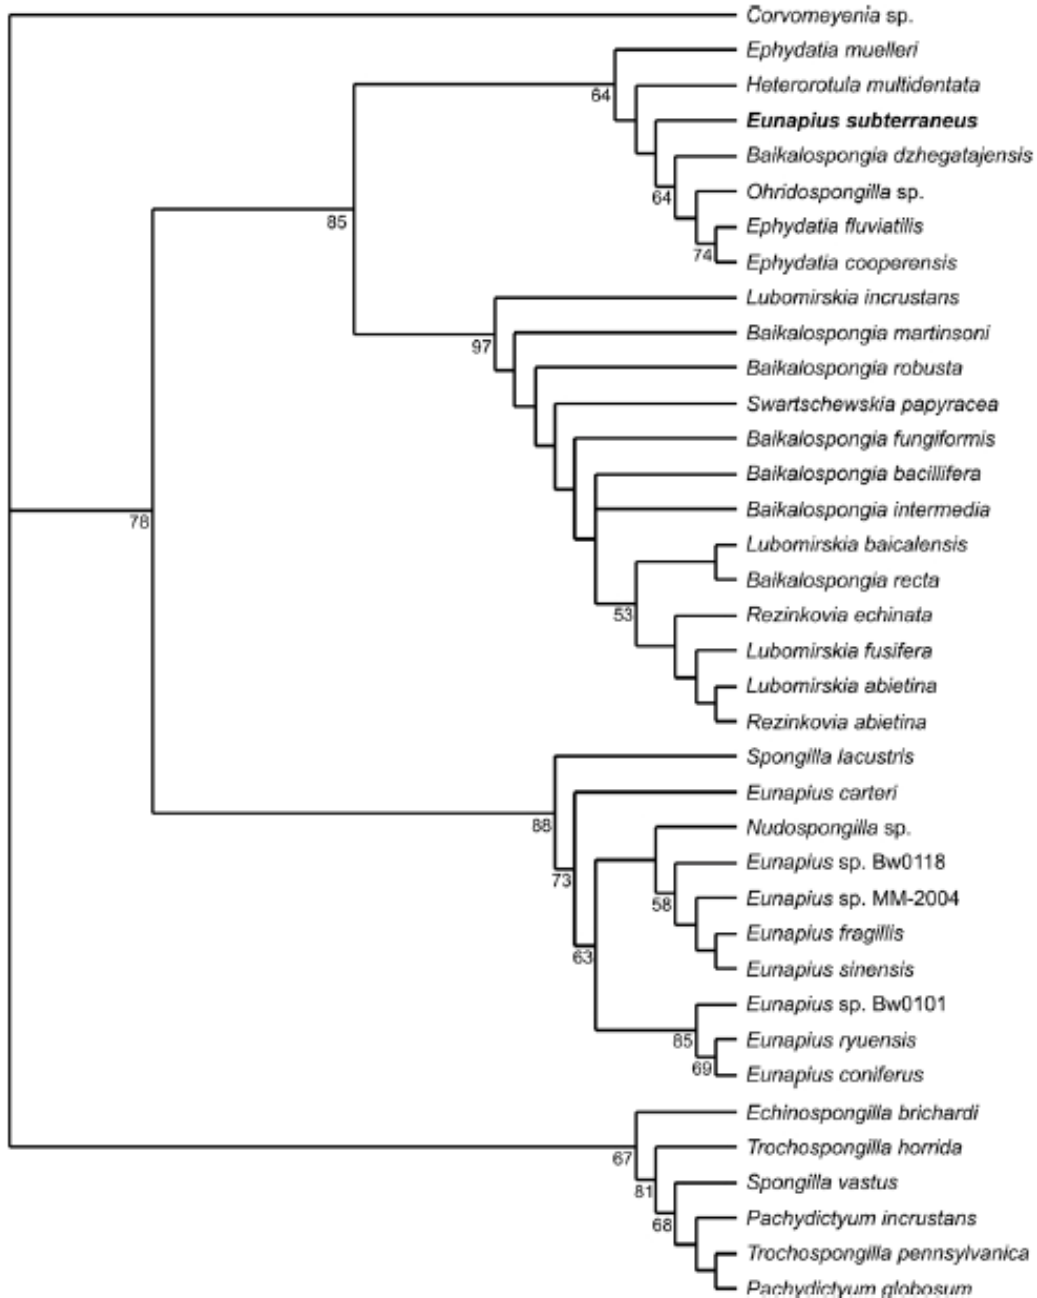 Corvomeyenia sp.
Ephydatia muelleri
64
Heterorotula multidentata
Eunapius subterraneus
Baikalospongia dzhegatajensis
64
Ohridospongilla sp.
85
Ephydatia fluviatilis
74
Ephydatia cooperensis
Lubomirskia incrustans
Baikalospongia martinsoni
97
Baikalospongia robusta
Swartschewskia papyracea
Baikalospongia fungiformis
Baikalospongia bacillifera
Baikalospongia intermedia
78
Lubomirskia baicalensis
Baikalospongia recta
53
Rezinkovia echinata
Lubomirskia fusifera
Lubomirskia abietina
Rezinkovia abietina
Spongilla lacustris
Eunapius carteri
88
Nudospongilla sp.
Eunapius sp. Bw0118
73
Eunapius sp. MM-2004
58
Eunapius fragillis
63
Eunapius sinensis
Eunapius sp. Bw0101
85
Eunapius ryuensis
69
Eunapius coniferus
Echinospongilla brichardi
Trochospongilla horrida
67
Spongilla vastus
81
Pachydictyum incrustans
68
Trochospongilla pennsylvanica
Pachydictyum globosum